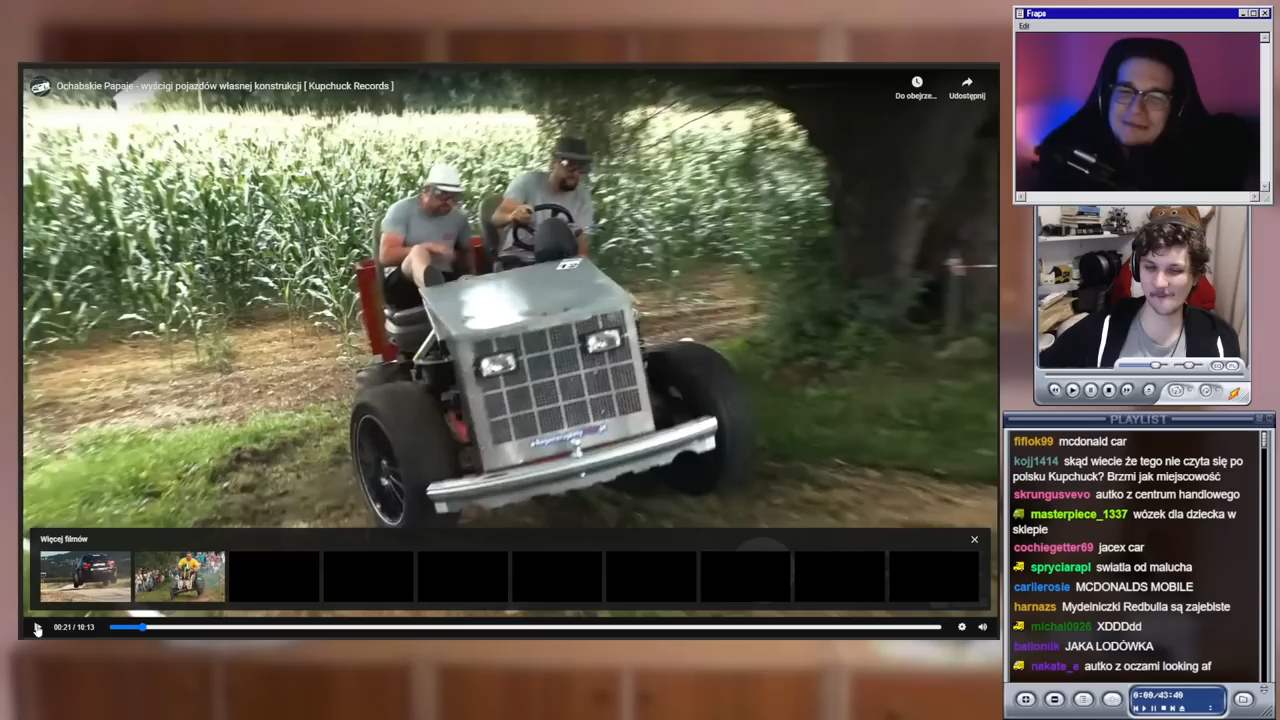 Ochabskie Papaje - wyścigi pojazdów własnej konstrukcji [ Kupchuck Records ]
Do obejrze...
Udostępnij
Więcej filmów
00:21 / 10:13
Fraps
Edit
PLAYLIST
fifiok99 mcdonald car
kojj1414 skąd wiecie że tego nie czyta się po
polsku Kupchuck? Brzmi jak miejscowość
skrungusvevo autko z centrum handlowego
masterpiece_1337 wózek dla dziecka w
sklepie
cochiegetter69 jacex car
spryciarapl swiatla od malucha
carlierosie MCDONALDS MOBILE
harnazs Mydelniczki Redbulla są zajebiste
michal0926 XDDDdd
JAKA LODÓWKA
nakate_e autko z oczami looking af
0:00/43:40